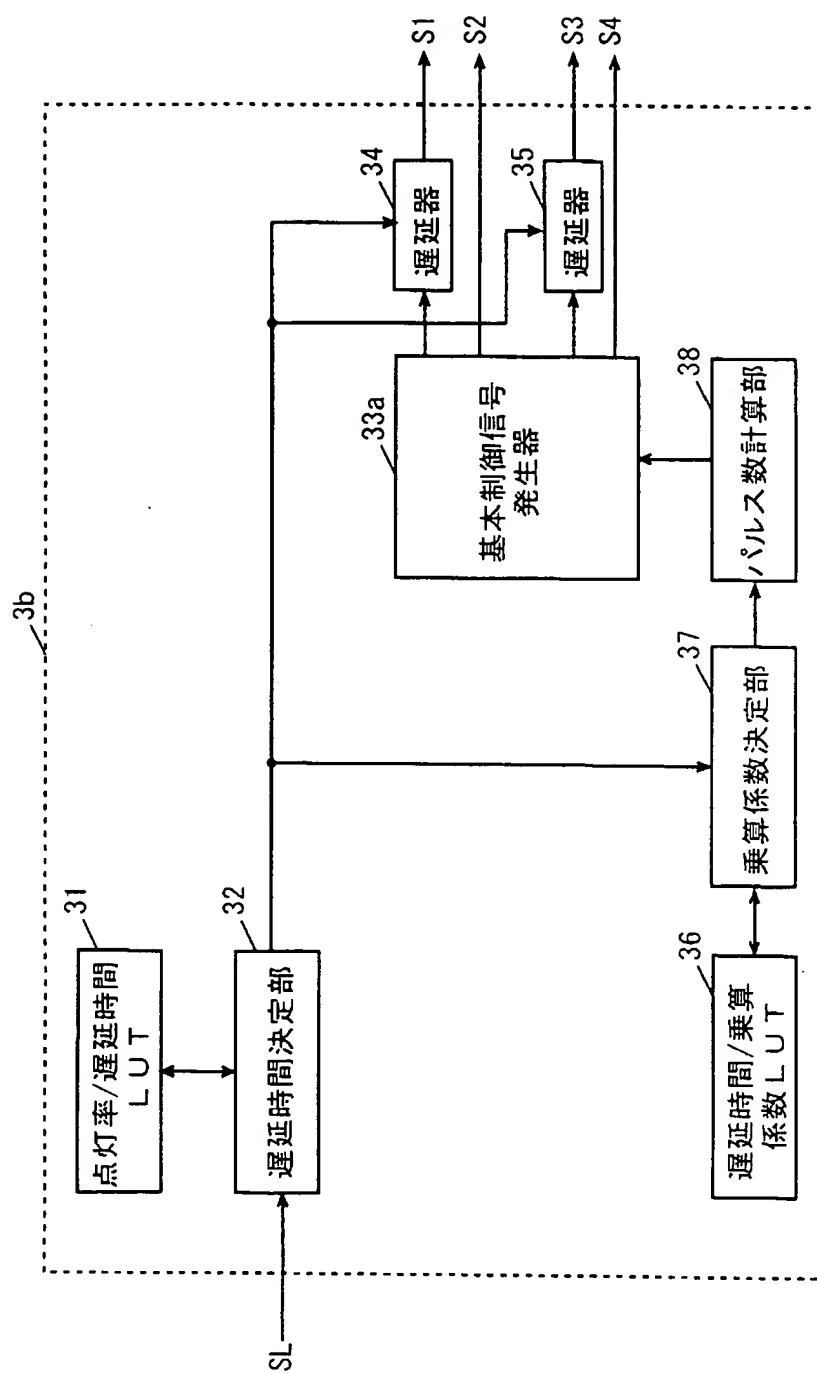 3b
31
点灯率/遅延時間
LUT
32
遅延時間決定部
SL
33a
基本制御信号
発生器
34
遅延器
35
遅延器
S1
S2
S3
S4
36
遅延時間/乗算
係数LUT
37
乗算係数決定部
38
パルス数計算部